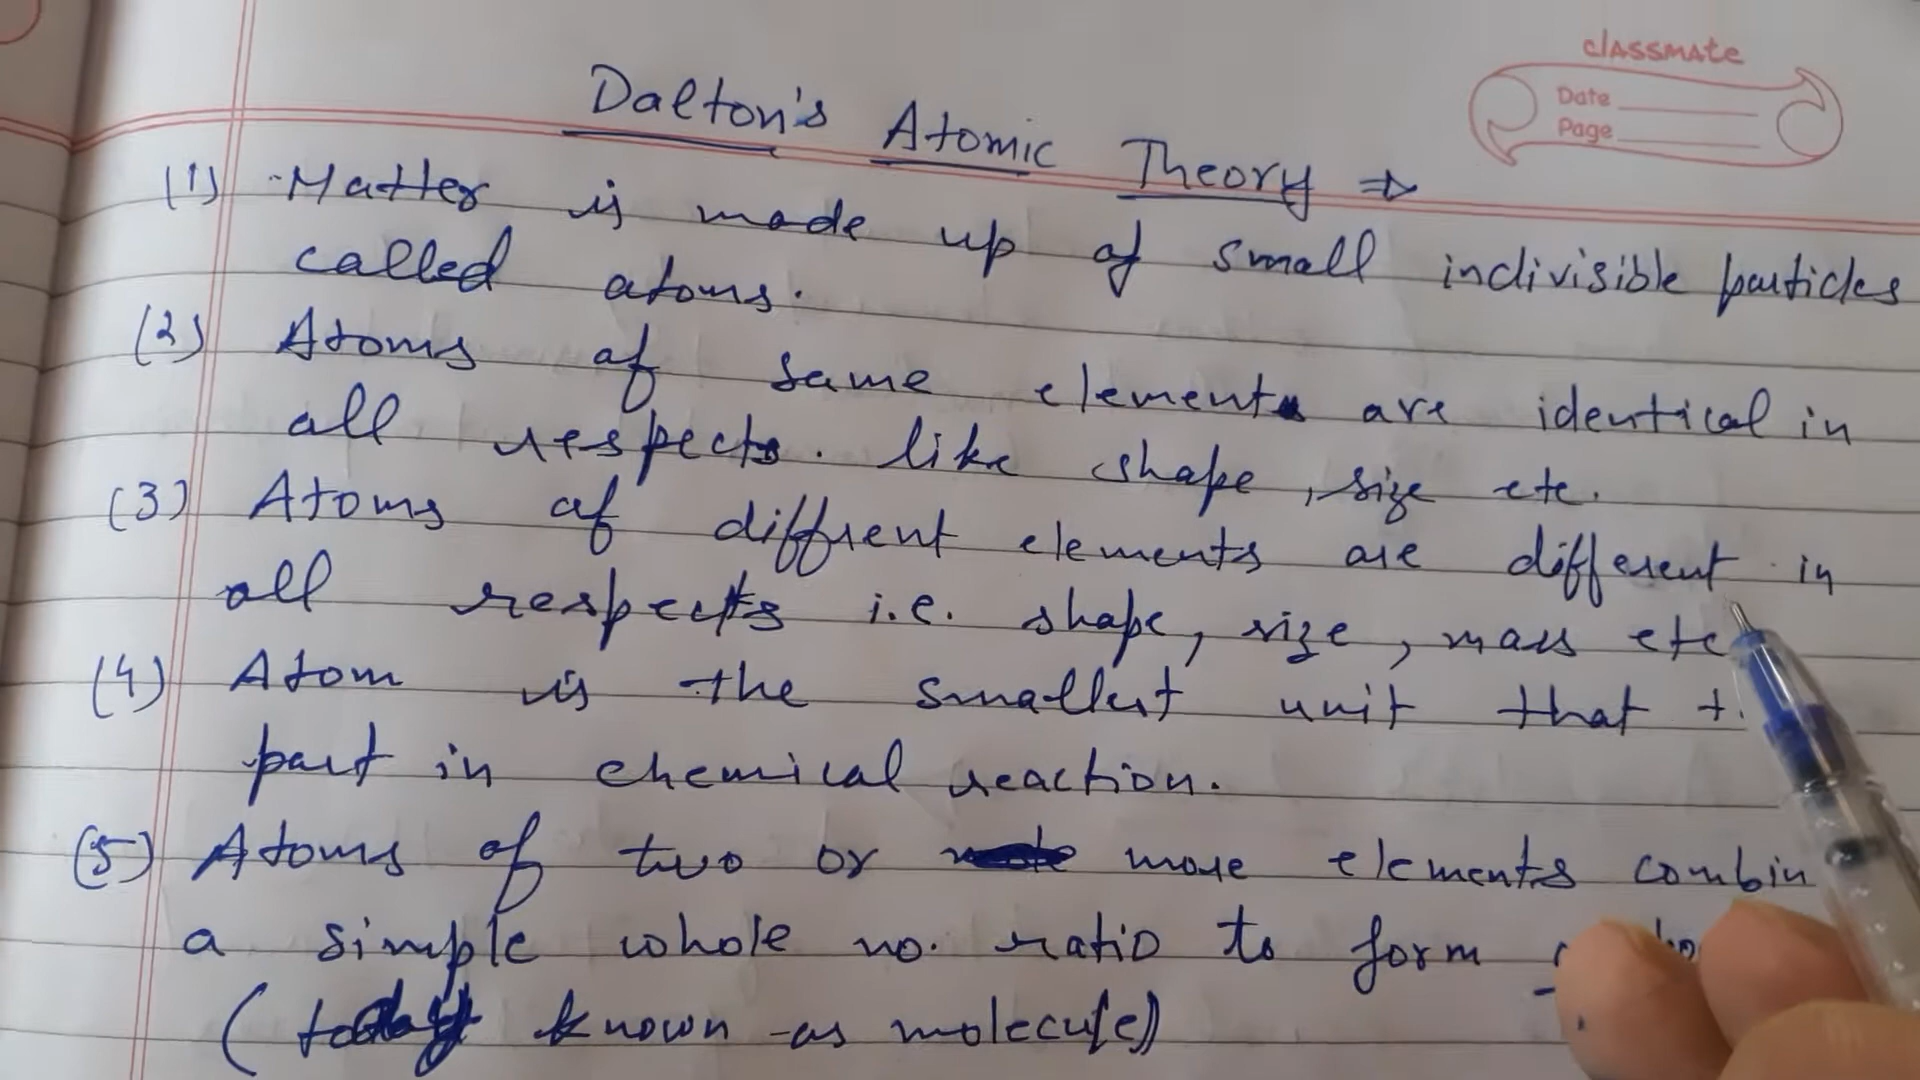 classmate
Date
Page
Dalton's Atomic Theory ⇒
(1) Matter is made up of small indivisible particles
called atoms.
(2) Atoms of same element are identical in
all respects. like shape, size etc.
(3) Atoms of diffrent elements are different in
all respects i.e. shape, size, mass etc
(4) Atom is the smallest unit that
part in chemical reaction.
(5) Atoms of two or more elements combin
a simple whole no. ratio to form
( today known as molecule)